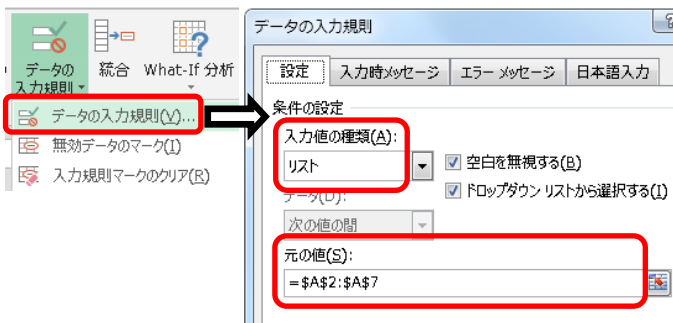 データの入力規則
統合
What-If 分析
データの入力規則(V)...
無効データのマーク(I)
入力規則マークのクリア(R)
データの入力規則
設定
入力時メッセージ
エラー メッセージ
日本語入力
条件の設定
入力値の種類(A):
リスト
空白を無視する(B)
ドロップダウン リストから選択する(I)
データ(D):
次の値の間
元の値(S):
=$A$2:$A$7